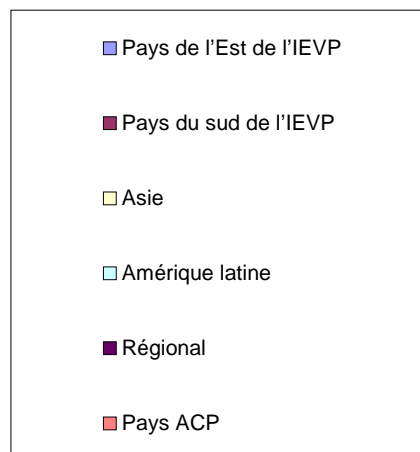 Pays de l’Est de l’IEVP
Pays du sud de l’IEVP
Asie
Amérique latine
Régional
Pays ACP